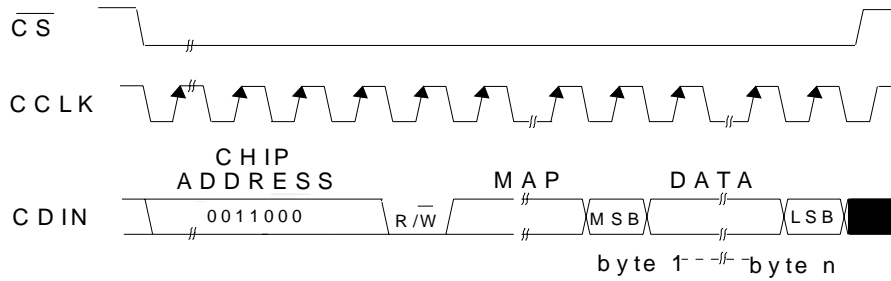 CS
CCLK
CHIP
ADDRESS MAP DATA
CDIN 0011000 R/W MSB LSB
byte 1 byte n